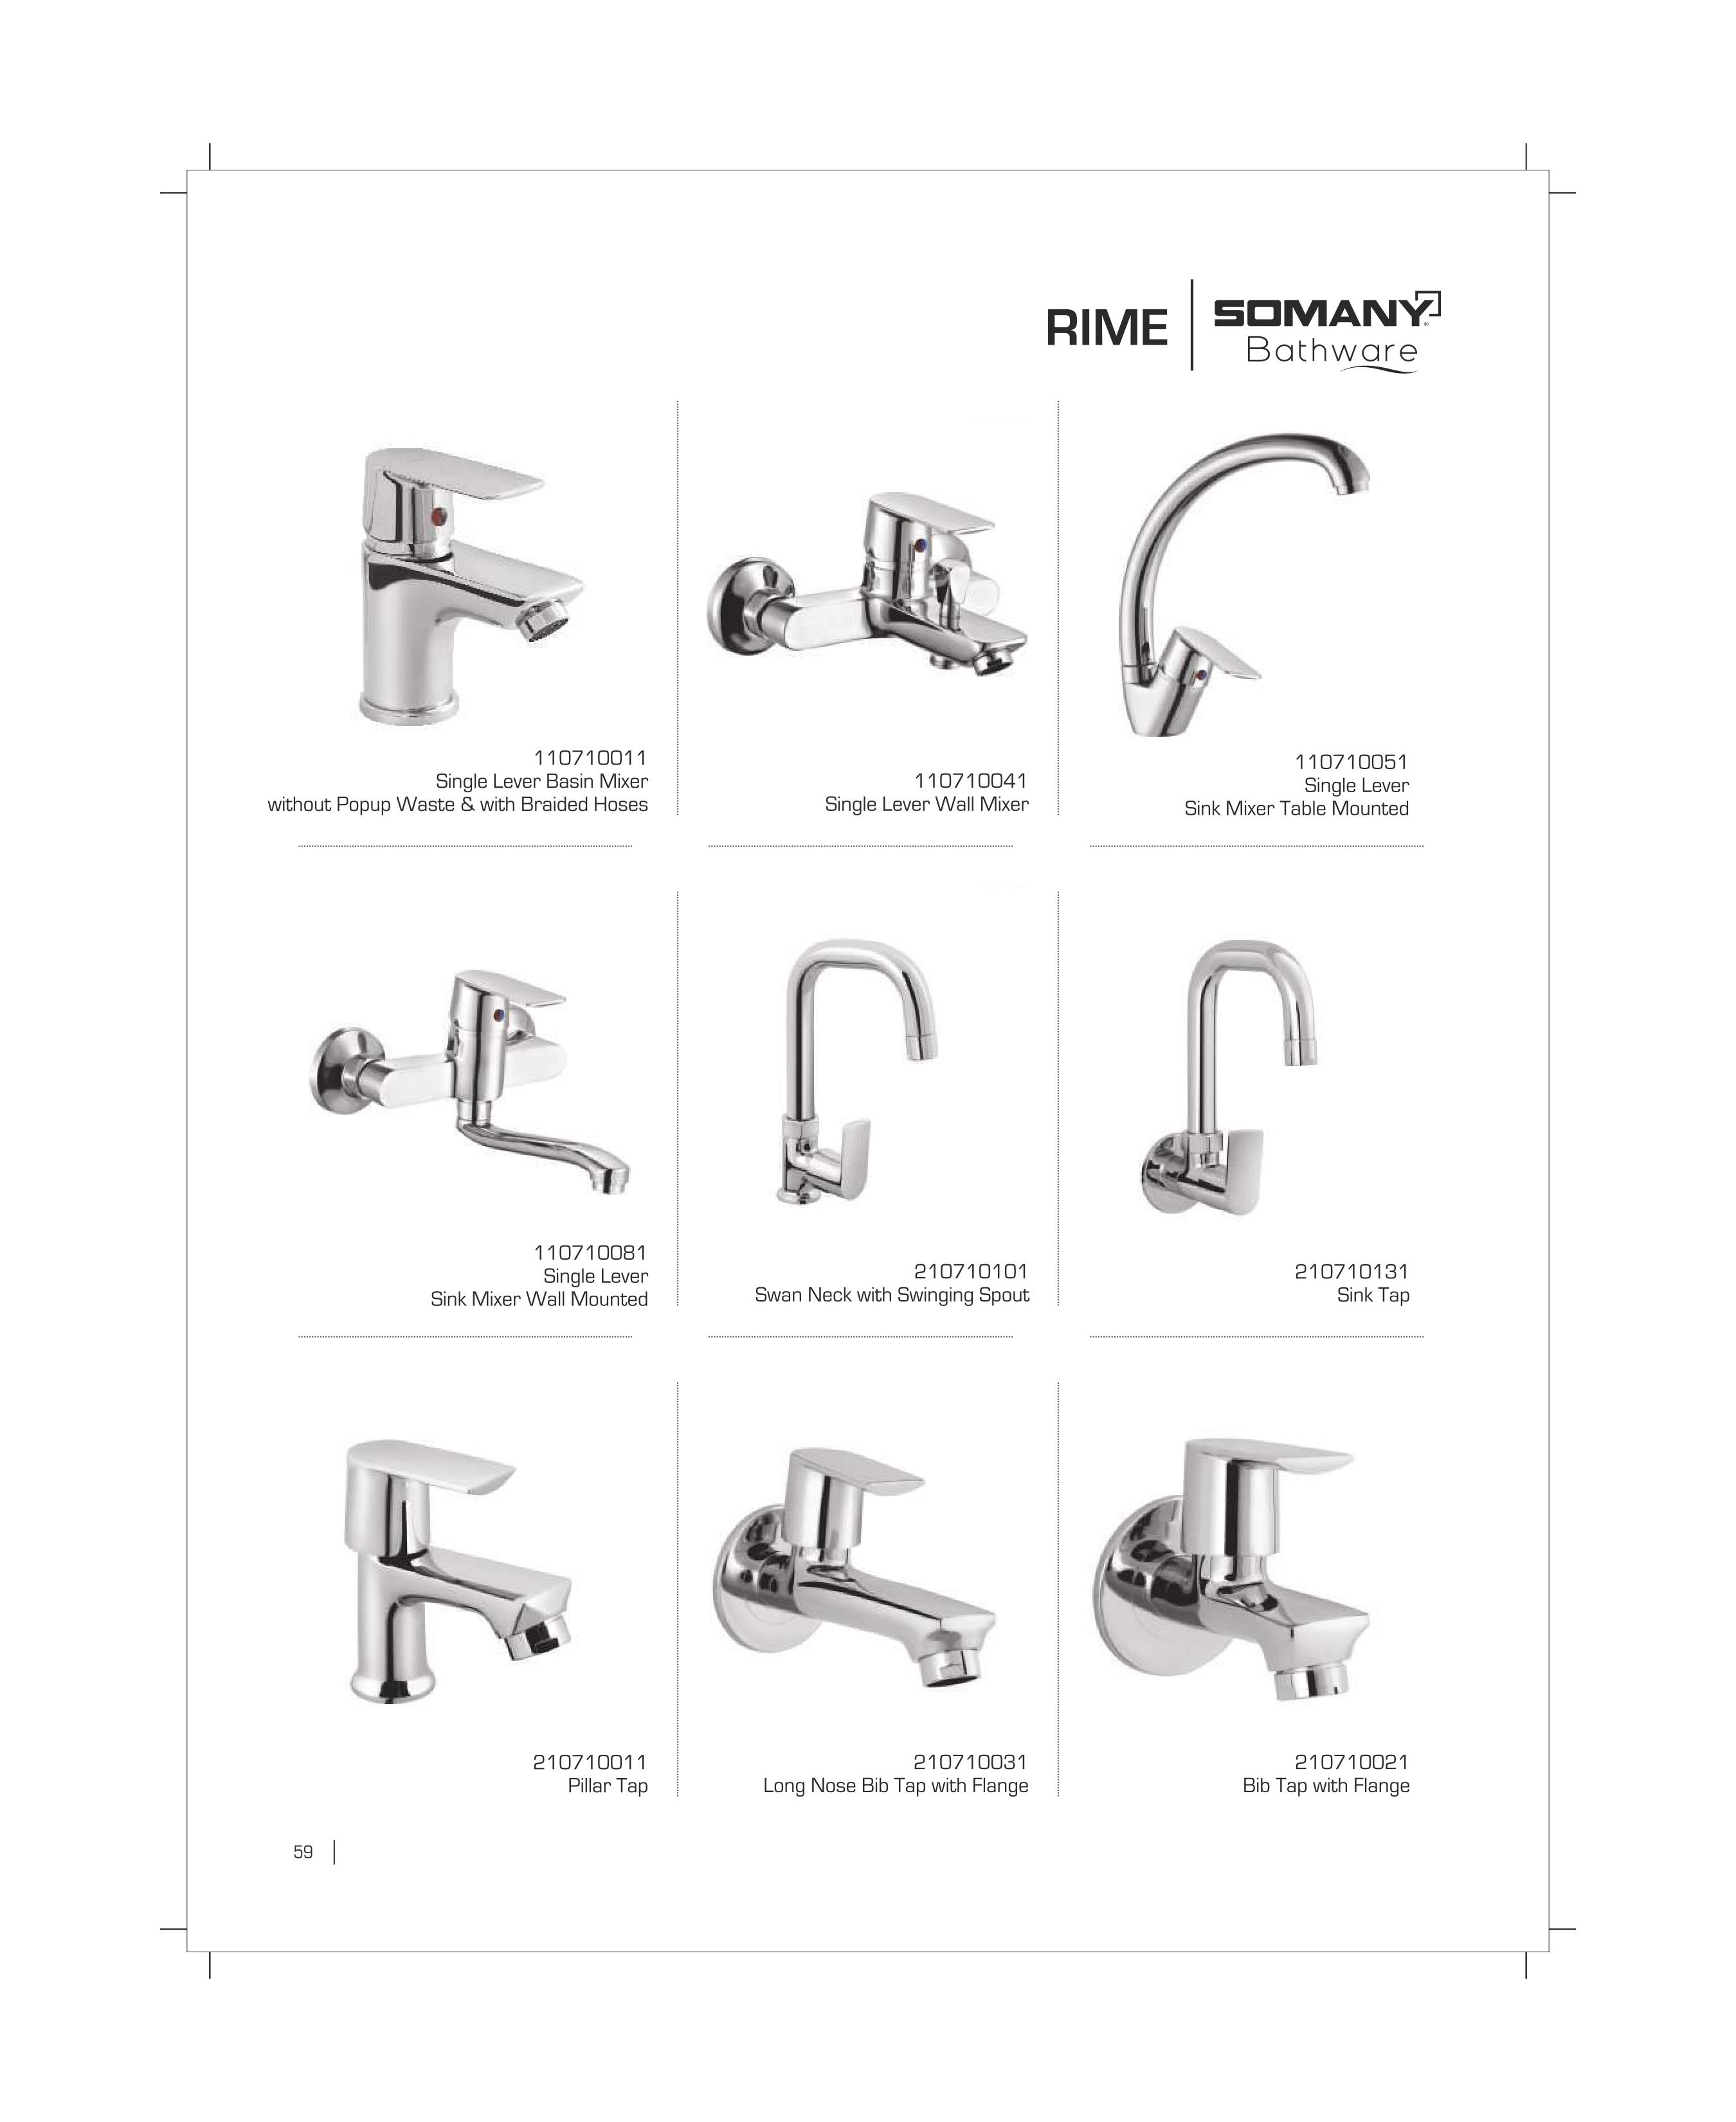 RIME
SOMANY
Bathware
110710011
Single Lever Basin Mixer
without Popup Waste & with Braided Hoses
110710041
Single Lever Wall Mixer
110710051
Single Lever
Sink Mixer Table Mounted
110710081
Single Lever
Sink Mixer Wall Mounted
210710101
Swan Neck with Swinging Spout
210710131
Sink Tap
210710011
Pillar Tap
210710031
Long Nose Bib Tap with Flange
210710021
Bib Tap with Flange
59